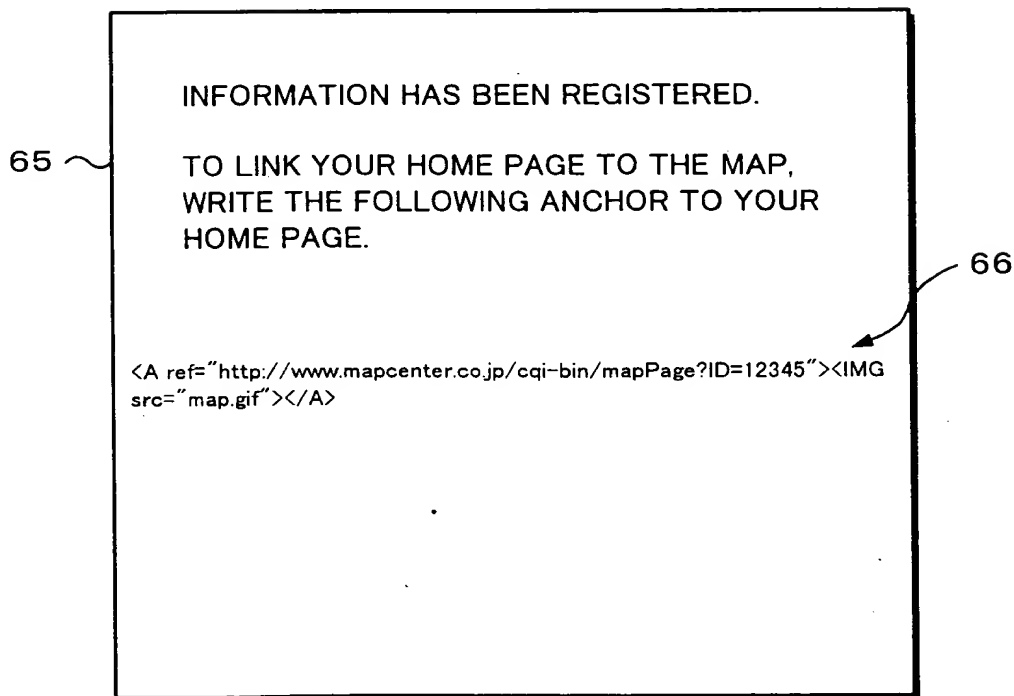 INFORMATION HAS BEEN REGISTERED.
65
TO LINK YOUR HOME PAGE TO THE MAP,
WRITE THE FOLLOWING ANCHOR TO YOUR
HOME PAGE.
66
<A ref="http://www.mapcenter.co.jp/cqi-bin/mapPage?ID=12345"><IMG
src="map.gif"></A>